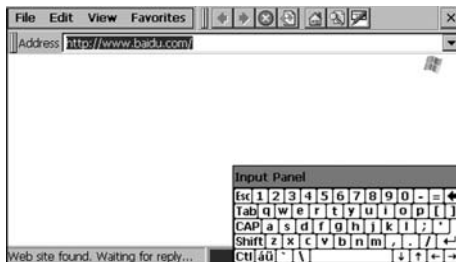 File Edit View Favorites
Address http://www.baidu.com/
Input Panel
Esc 1 2 3 4 5 6 7 8 9 0 - =
Tab q w e r t y u i o p [ ]
CAP a s d f g h j k l ; '
Shift z x c v b n m , . /
Ctl áü ` \
Web site found. Waiting for reply...